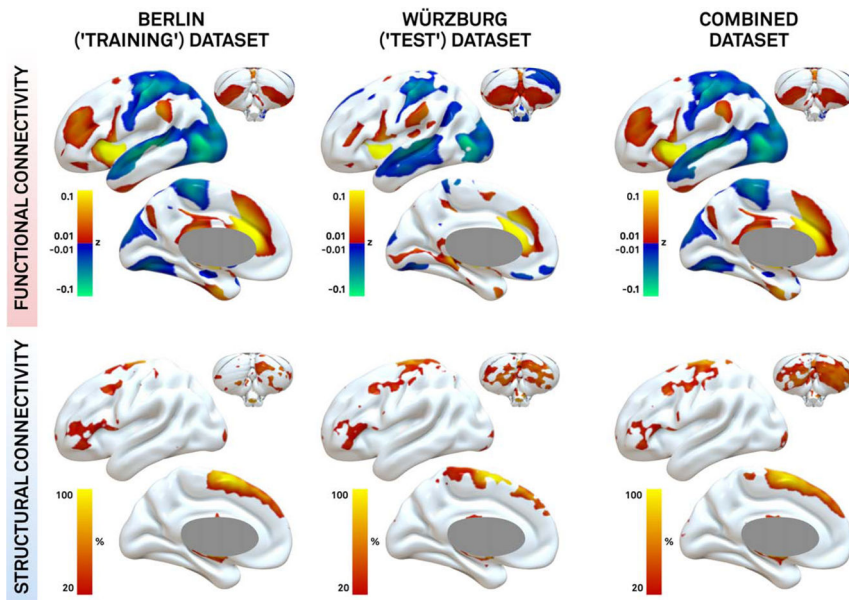 BERLIN
('TRAINING') DATASET
WÜRZBURG
('TEST') DATASET
COMBINED
DATASET
FUNCTIONAL CONNECTIVITY
0.1
0.01
-0.01
-0.1
z
0.1
0.01
-0.01
-0.1
z
0.1
0.01
-0.01
-0.1
z
STRUCTURAL CONNECTIVITY
100
%
20
100
%
20
100
%
20